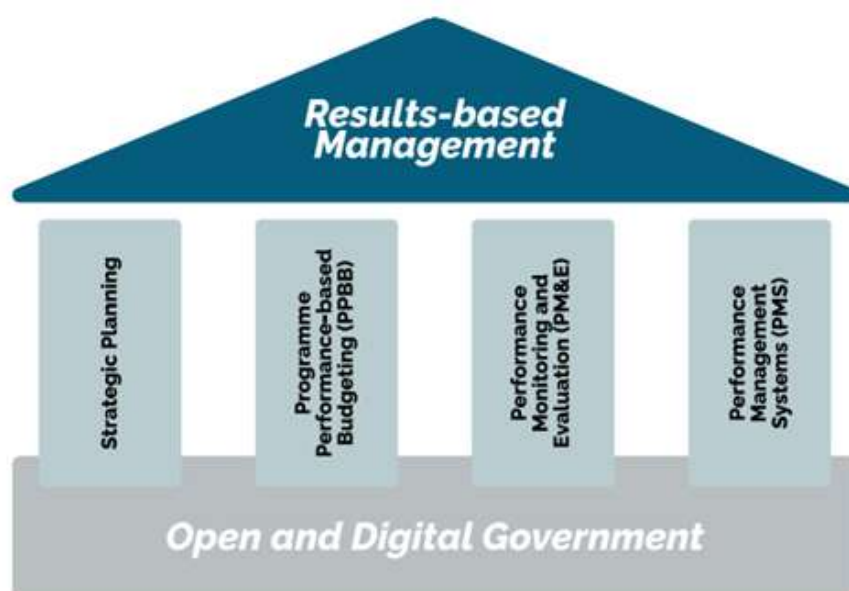 Results-based
Management
Strategic Planning
Programme
Performance-based
Budgeting (PPBB)
Performance
Monitoring and
Evaluation (PM&E)
Performance
Management
Systems (PMS)
Open and Digital Government